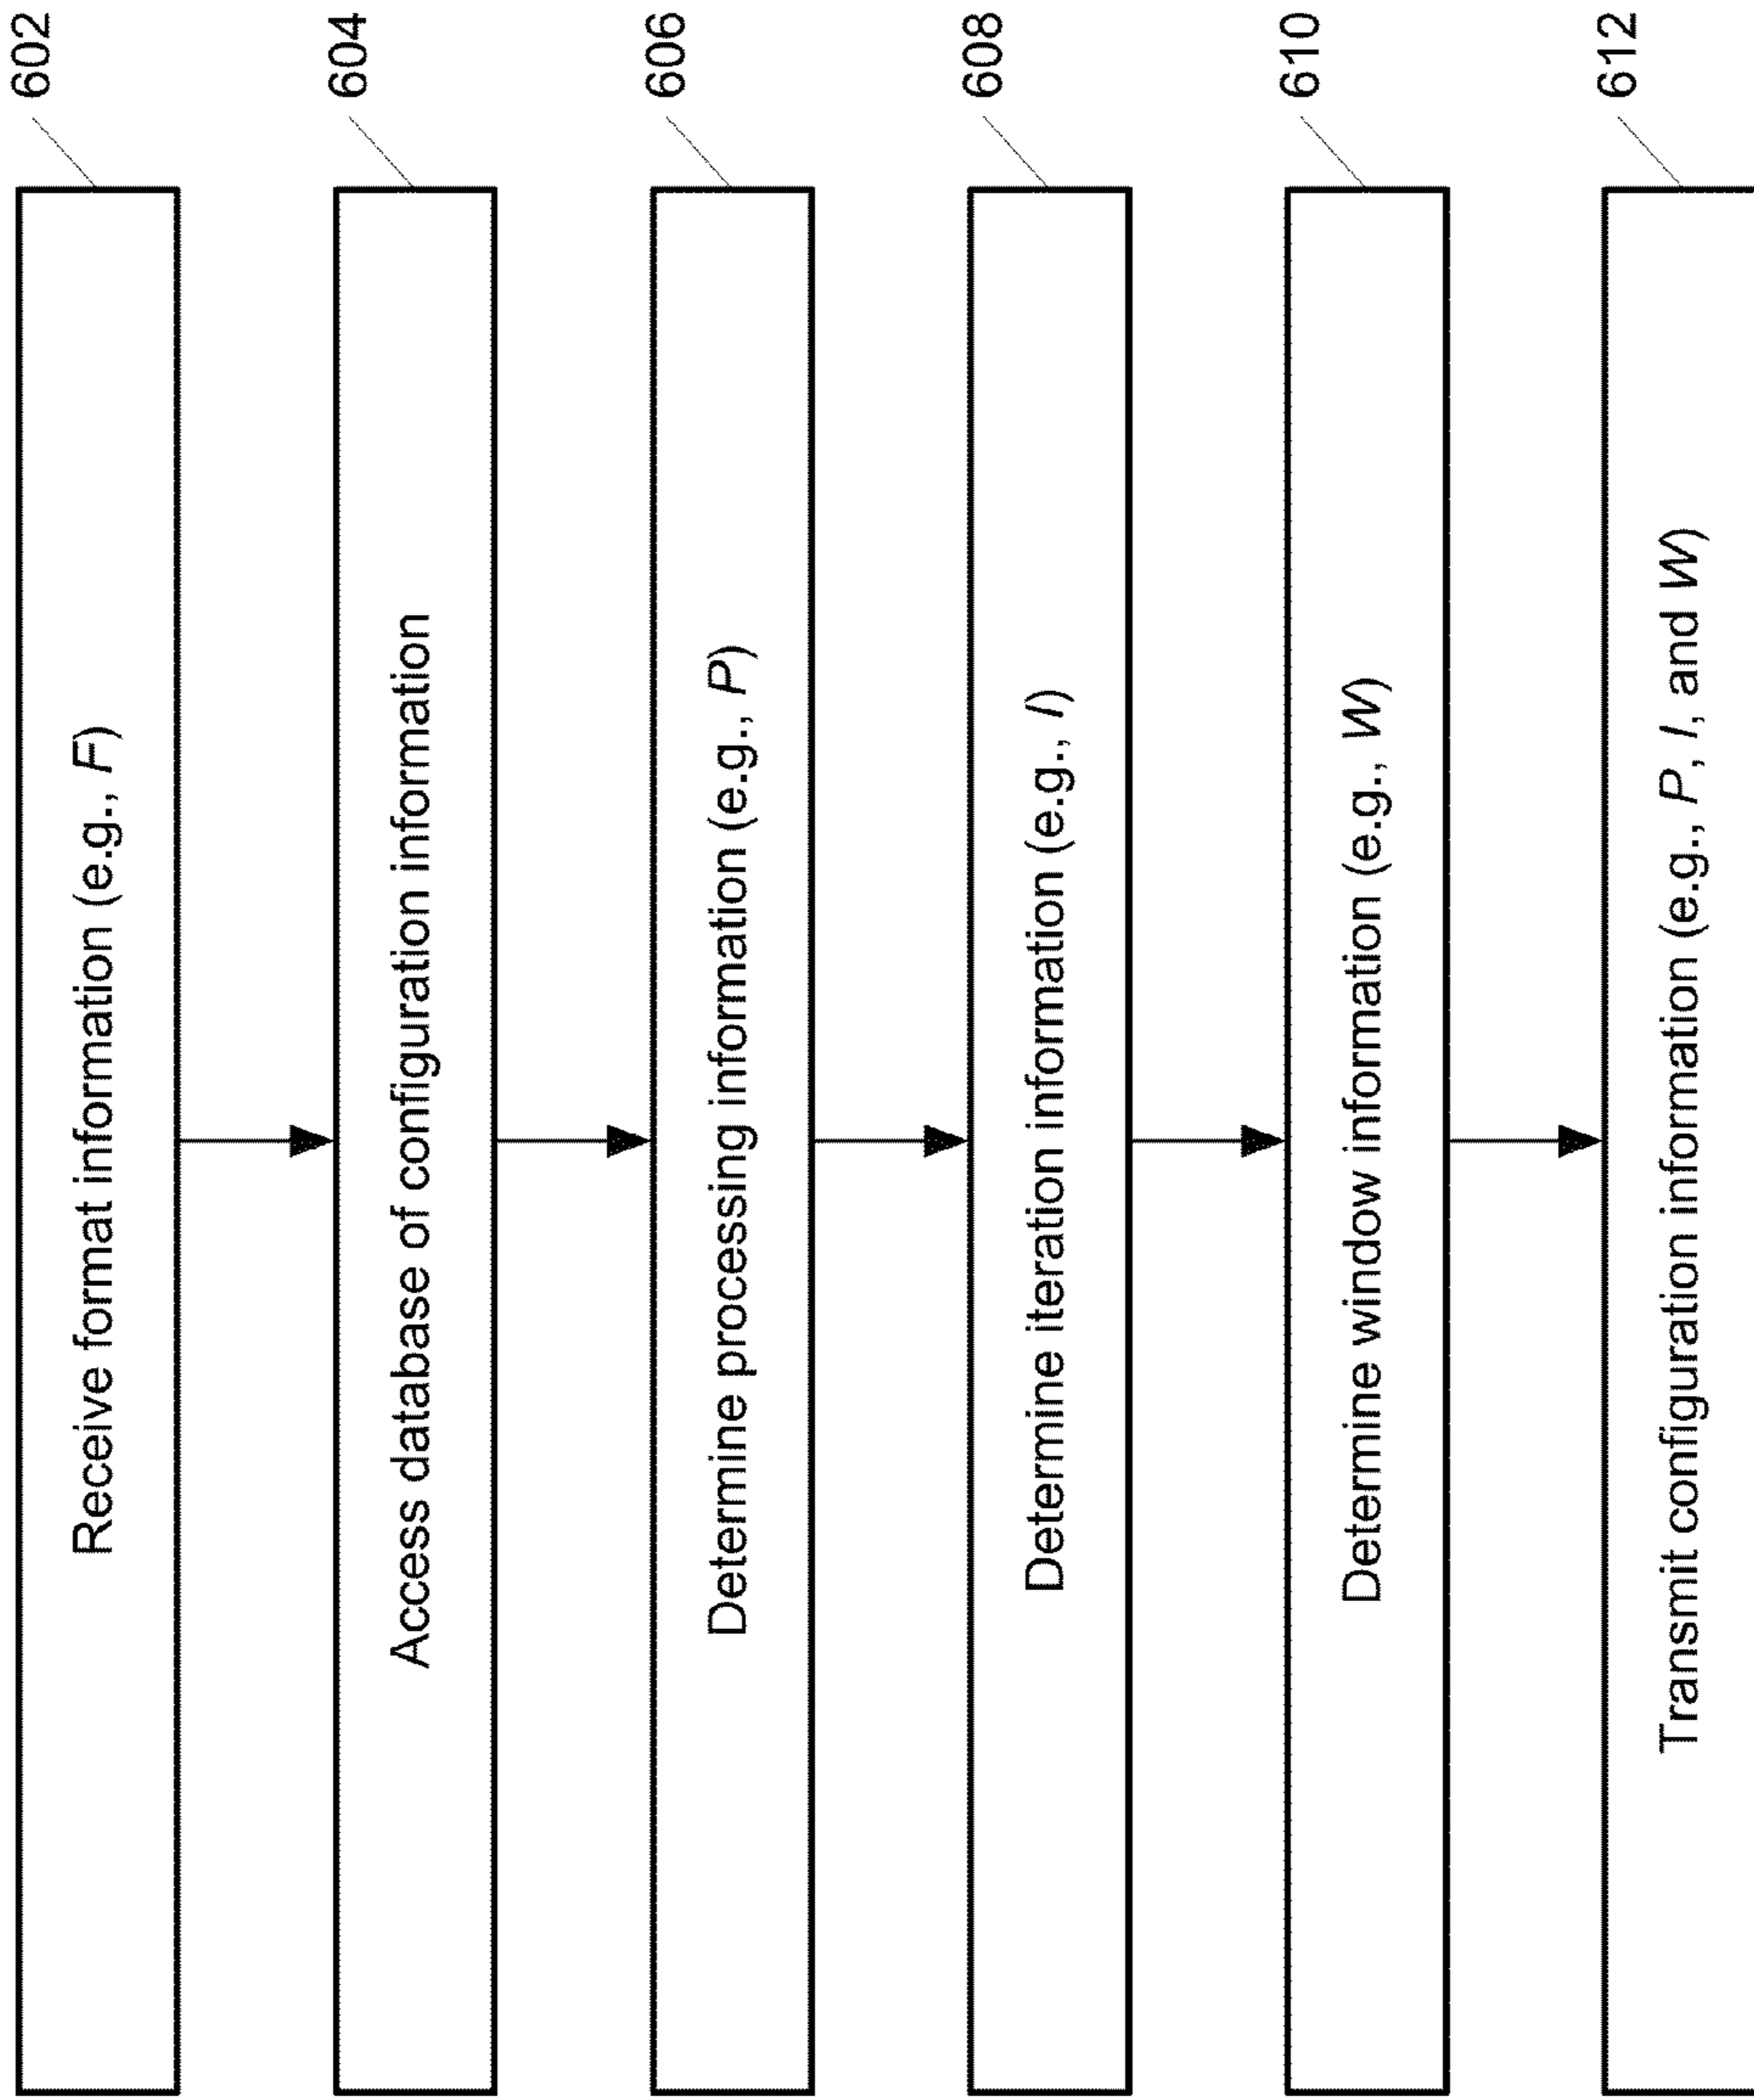 Receive format information (e.g., F)
602
Access database of configuration information
604
Determine processing information (e.g., P)
606
Determine iteration information (e.g., I)
608
Determine window information (e.g., W)
610
Transmit configuration information (e.g., P, I, and W)
612